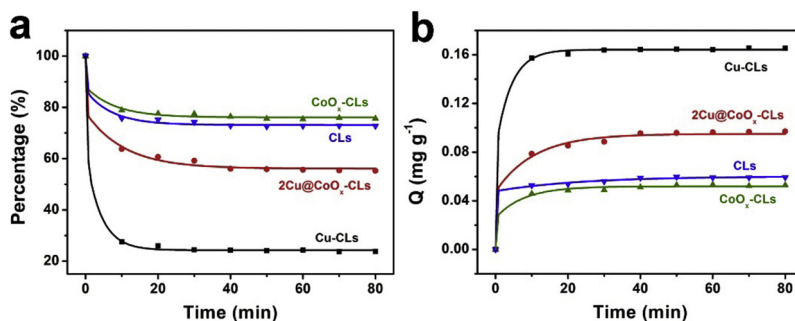 a
100
80
60
40
20
Percentage (%)
CoOₓ-CLs
CLs
2Cu@CoOₓ-CLs
Cu-CLs
0 20 40 60 80
Time (min)
b
0.16
0.12
0.08
0.04
0.00
Q (mg g⁻¹)
Cu-CLs
2Cu@CoOₓ-CLs
CLs
CoOₓ-CLs
0 20 40 60 80
Time (min)